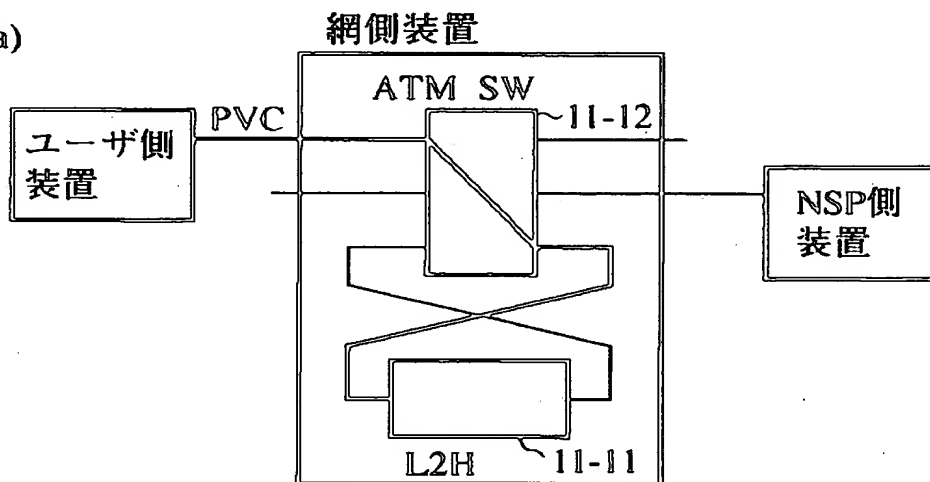 a)
網側装置
ATM SW
11-12
PVC
ユーザ側
装置
NSP側
装置
L2H
11-11